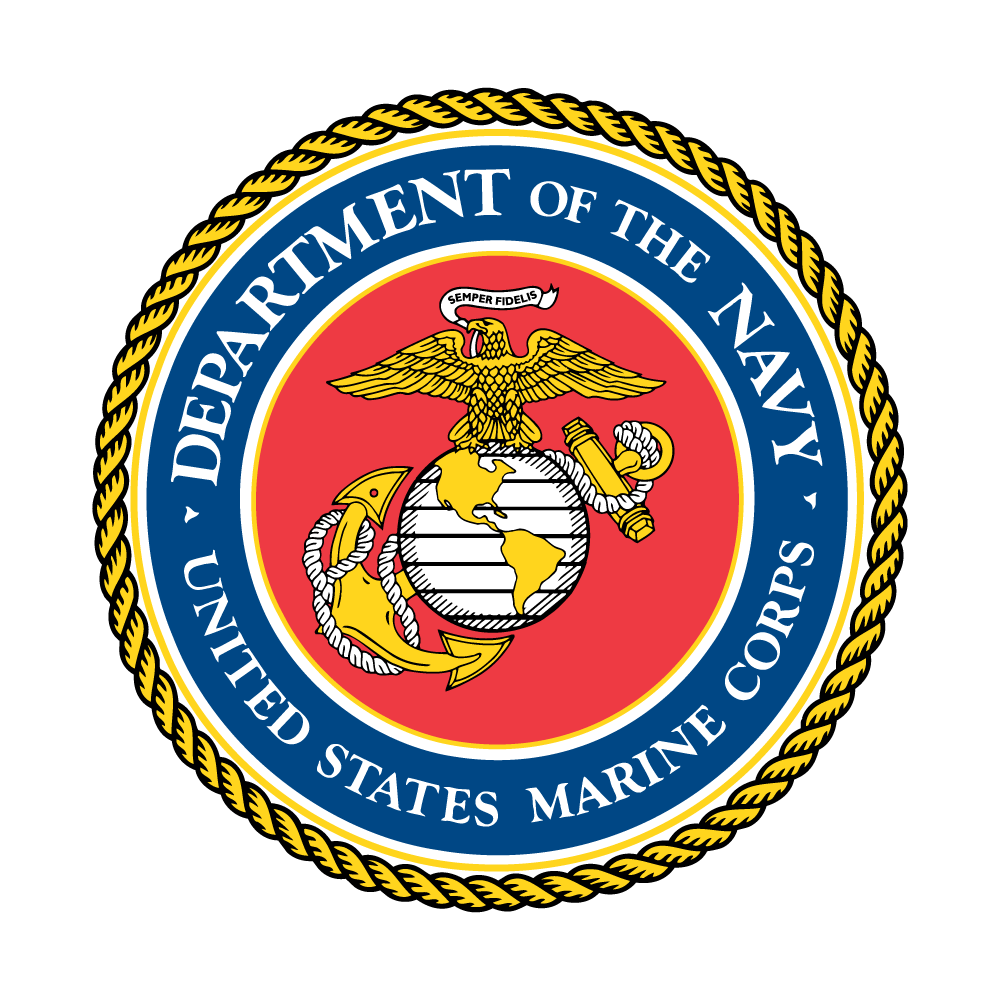 DEPARTMENT OF THE NAVY
SEMPER FIDELIS
UNITED STATES MARINE CORPS